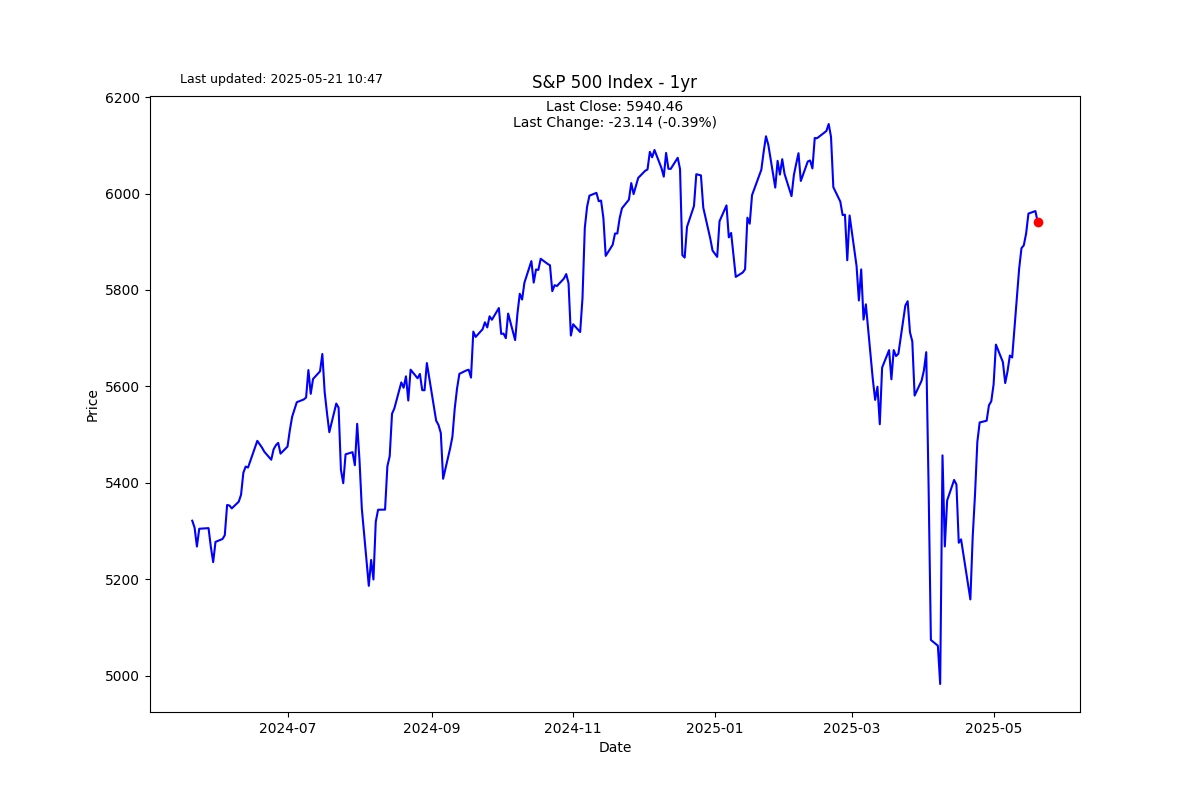 Last updated: 2025-05-21 10:47
S&P 500 Index - 1yr
Last Close: 5940.46
Last Change: -23.14 (-0.39%)
6200
6000
5800
5600
5400
5200
5000
Price
2024-07
2024-09
2024-11
2025-01
2025-03
2025-05
Date